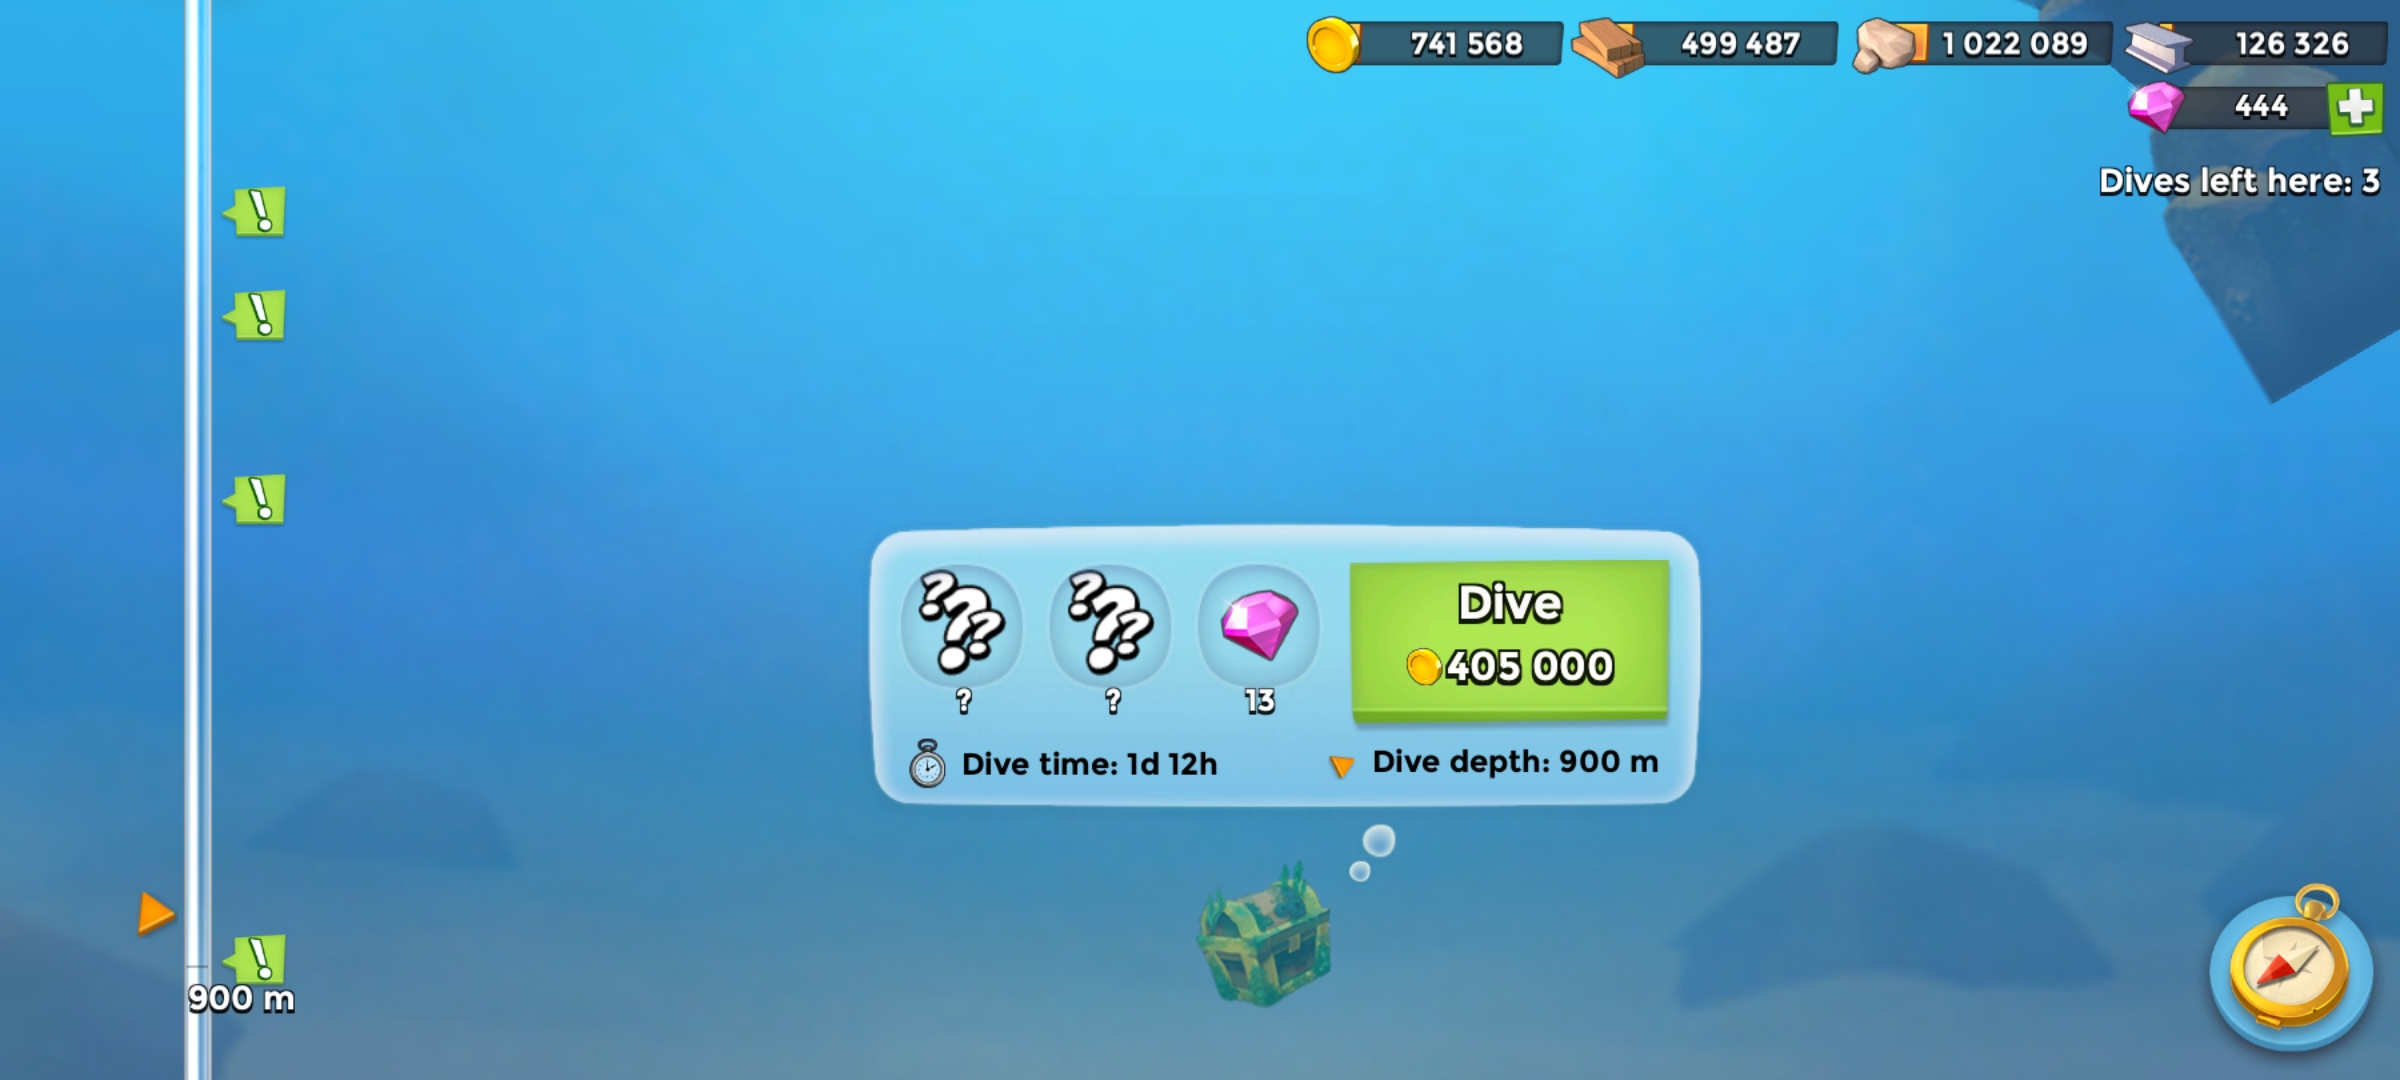 741 568
499 487
1 022 089
126 326
444
Dives left here: 3
Dive
405 000
?
?
13
Dive time: 1d 12h
Dive depth: 900 m
900 m